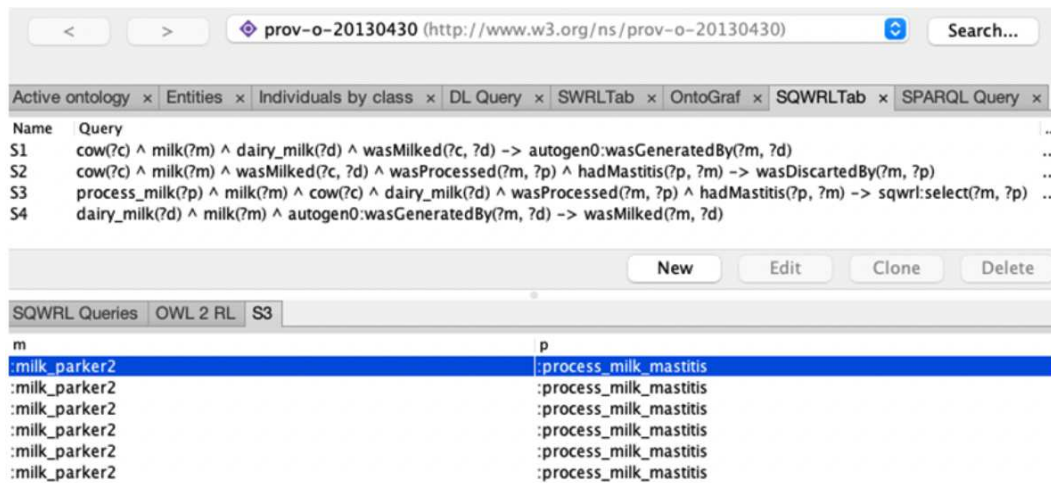 < > prov-o-20130430 (http://www.w3.org/ns/prov-o-20130430) Search...
Active ontology × Entities × Individuals by class × DL Query × SWRLTab × OntoGraf × SQWRLTab × SPARQL Query ×
Name Query ..
S1 cow(?c) ^ milk(?m) ^ dairy_milk(?d) ^ wasMilked(?c, ?d) -> autogen0:wasGeneratedBy(?m, ?d) ..
S2 cow(?c) ^ milk(?m) ^ wasMilked(?c, ?d) ^ wasProcessed(?m, ?p) ^ hadMastitis(?p, ?m) -> wasDiscartedBy(?m, ?p) ..
S3 process_milk(?p) ^ milk(?m) ^ cow(?c) ^ dairy_milk(?d) ^ wasProcessed(?m, ?p) ^ hadMastitis(?p, ?m) -> sqwrl:select(?m, ?p) ..
S4 dairy_milk(?d) ^ milk(?m) ^ autogen0:wasGeneratedBy(?m, ?d) -> wasMilked(?m, ?d) ..
New Edit Clone Delete
SQWRL Queries OWL 2 RL S3
m p
:milk_parker2 :process_milk_mastitis
:milk_parker2 :process_milk_mastitis
:milk_parker2 :process_milk_mastitis
:milk_parker2 :process_milk_mastitis
:milk_parker2 :process_milk_mastitis
:milk_parker2 :process_milk_mastitis